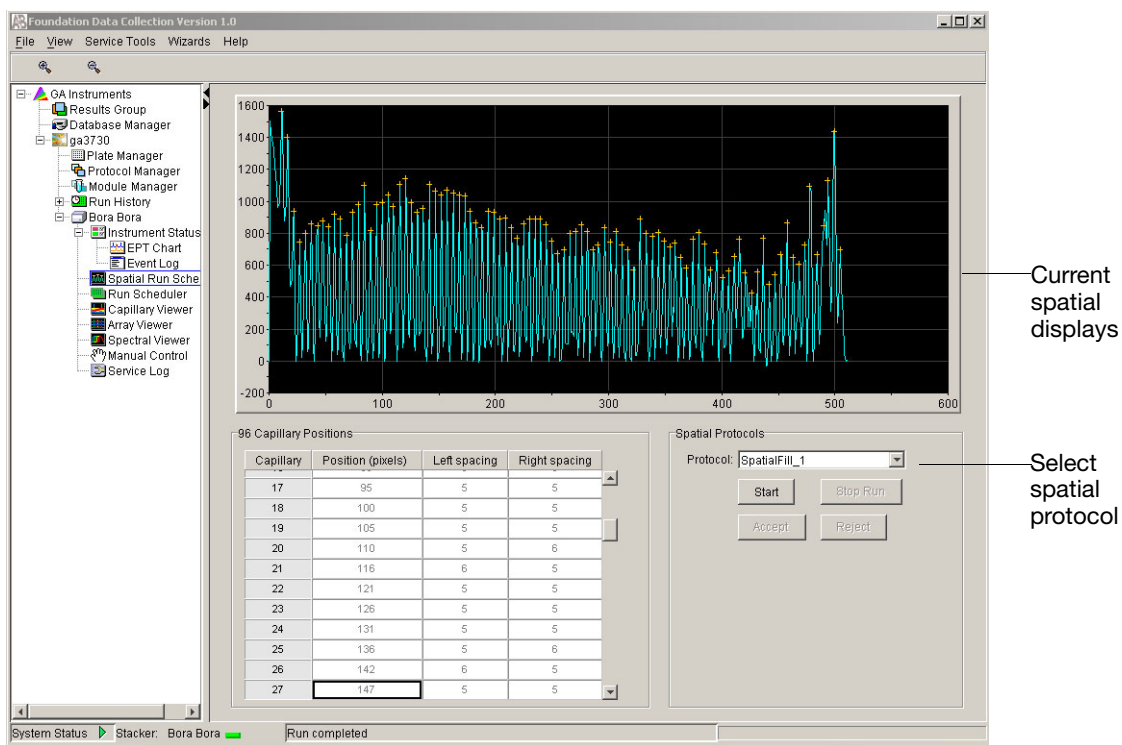 Foundation Data Collection Version 1.0
File View Service Tools Wizards Help
GA Instruments
Results Group
Database Manager
ga3730
Plate Manager
Protocol Manager
Module Manager
Run History
Bora Bora
Instrument Status
EPT Chart
Event Log
Spatial Run Sche
Run Scheduler
Capillary Viewer
Array Viewer
Spectral Viewer
Manual Control
Service Log
1600
1400
1200
1000
800
600
400
200
0
-200
0 100 200 300 400 500 600
Current
spatial
displays
96 Capillary Positions
Capillary Position (pixels) Left spacing Right spacing
17 95 5 5
18 100 5 5
19 105 5 5
20 110 5 6
21 116 6 5
22 121 5 5
23 126 5 5
24 131 5 5
25 136 5 6
26 142 6 5
27 147 5 5
Spatial Protocols
Protocol: SpatialFill_1
Start Stop Run
Accept Reject
Select
spatial
protocol
System Status Stacker: Bora Bora Run completed